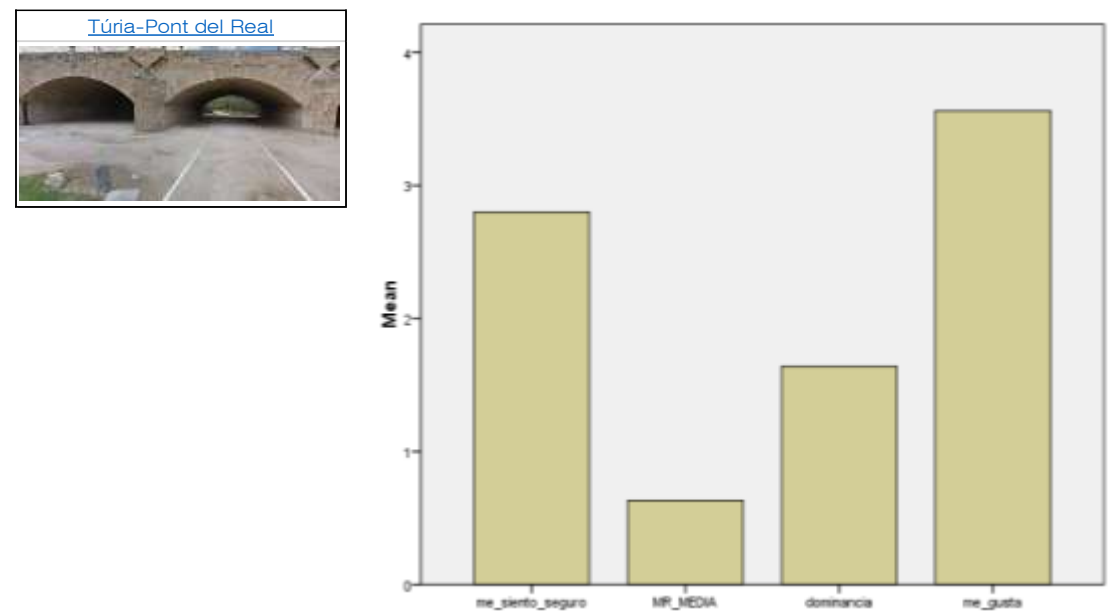 Túria-Pont del Real
4
3
2
1
0
Mean
me_siento_seguro
MR_MEDIA
dominancia
me_gusta